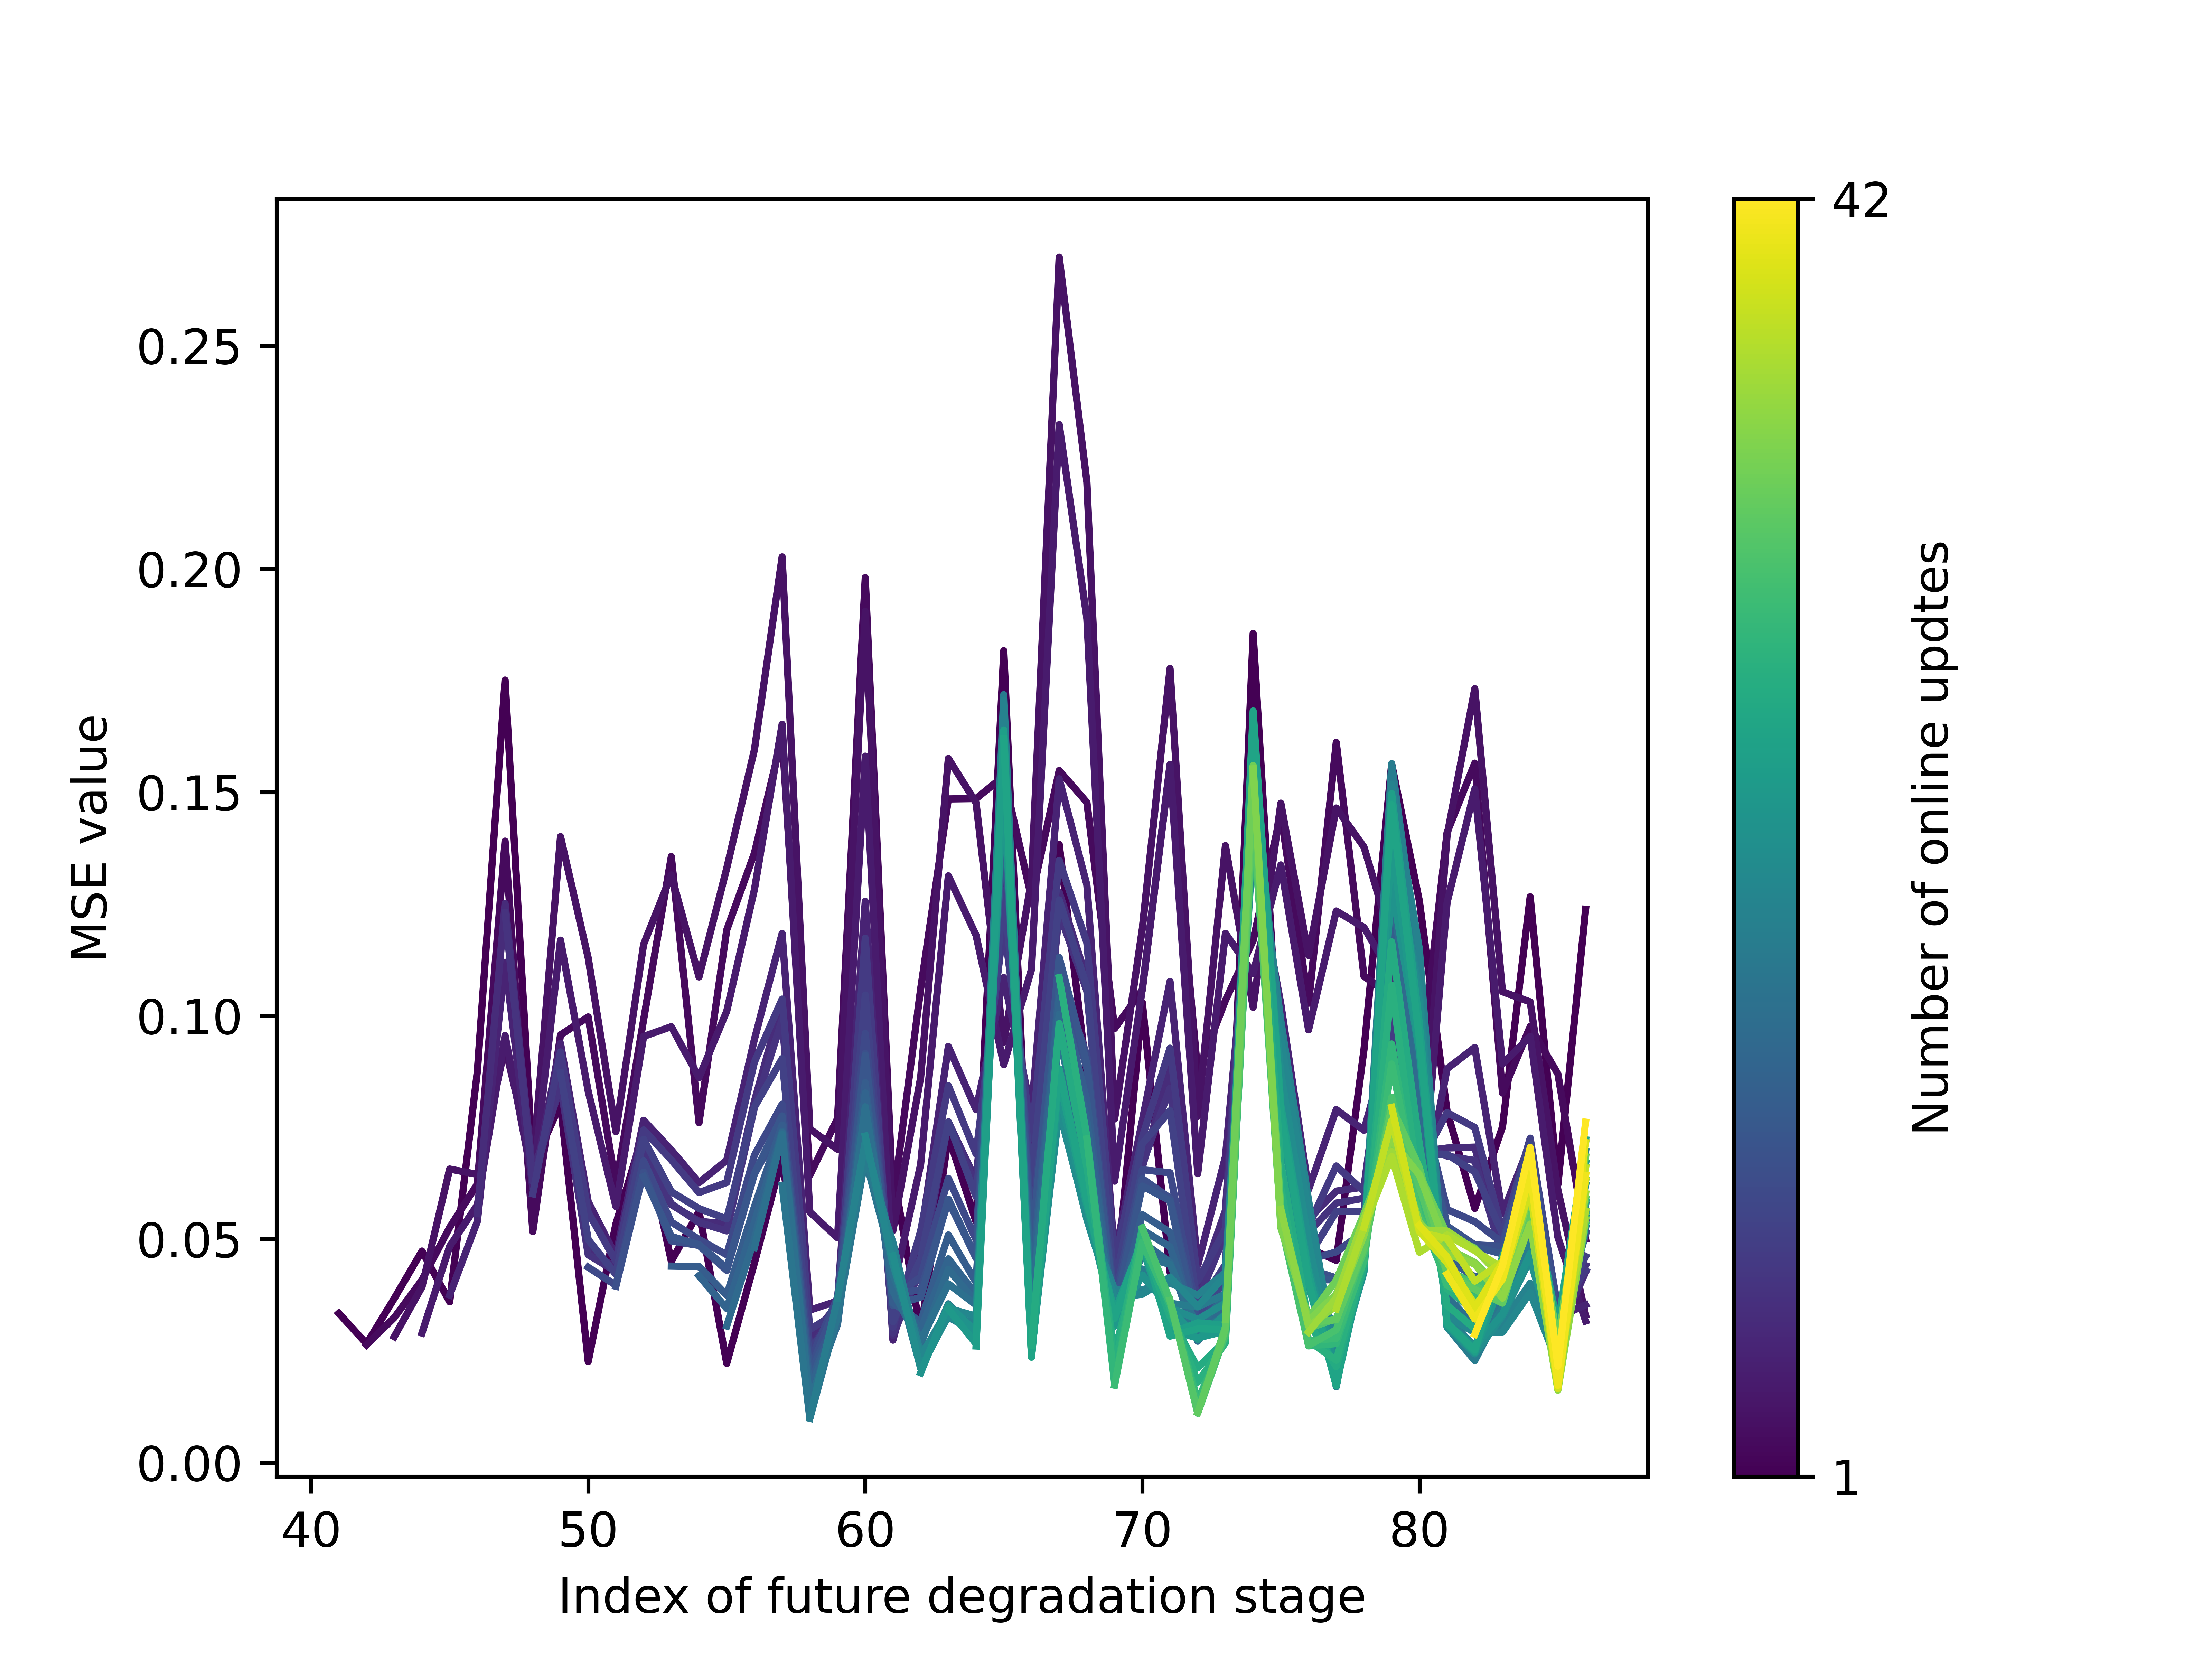 MSE value
0.25
0.20
0.15
0.10
0.05
0.00
40 50 60 70 80
Index of future degradation stage
42
1
Number of online updtes